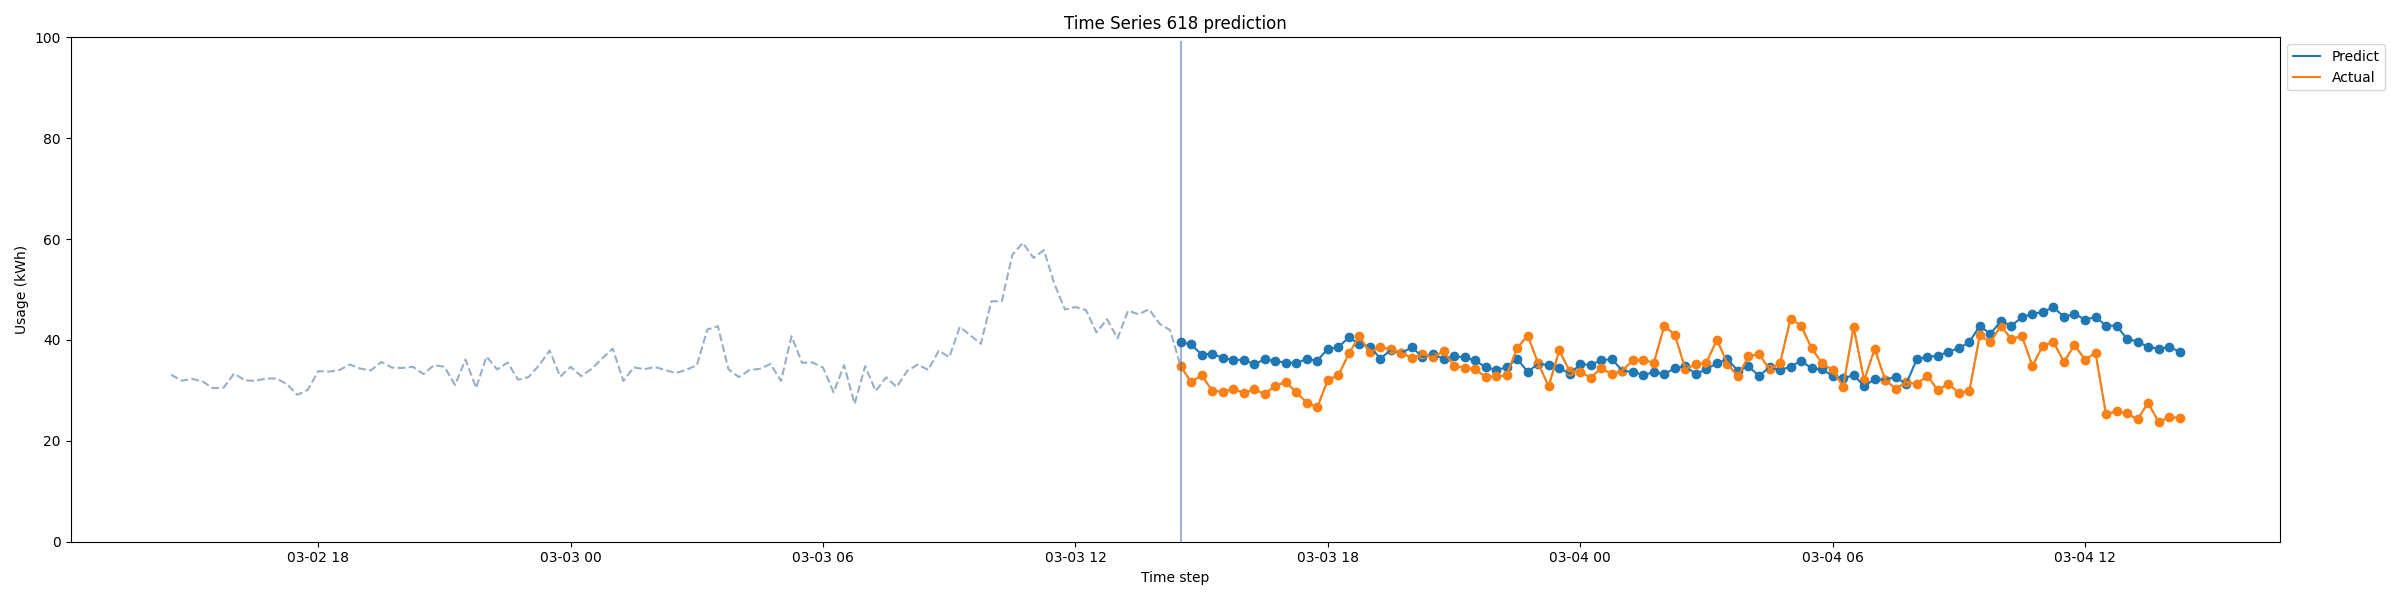 Time Series 618 prediction
Predict
Actual
Usage (kWh)
100
80
60
40
20
0
03-02 18
03-03 00
03-03 06
03-03 12
03-03 18
03-04 00
03-04 06
03-04 12
Time step